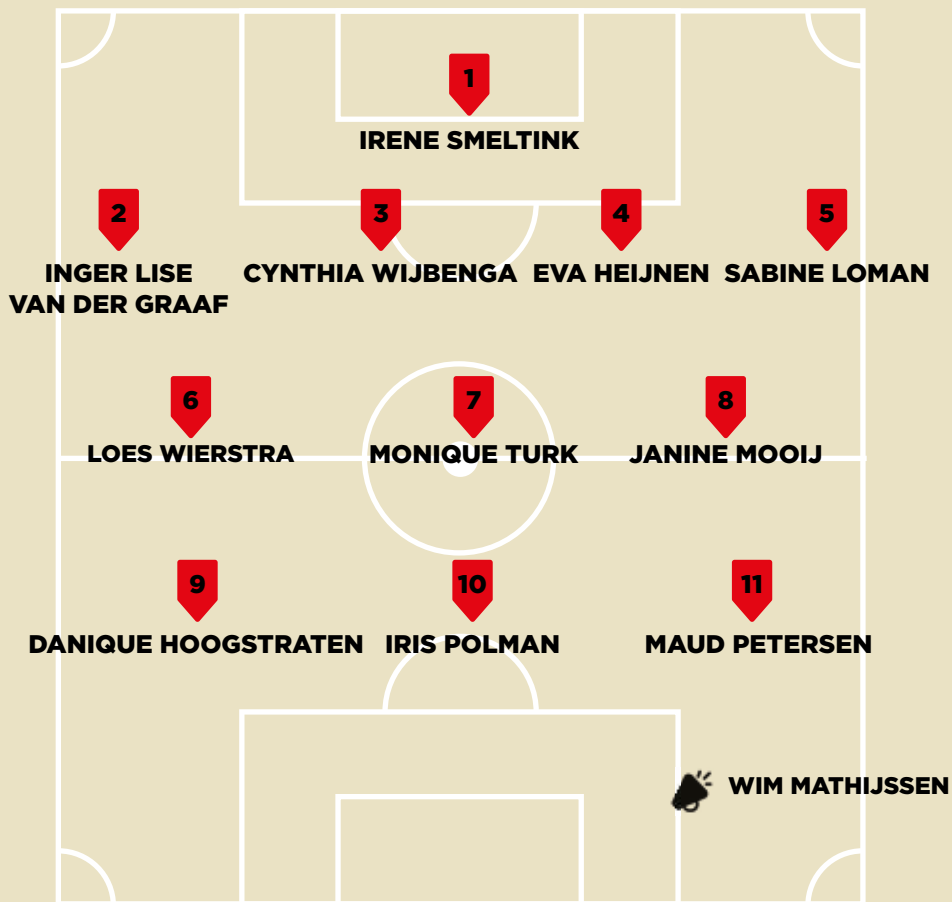 1
IRENE SMELTINK
2
3
4
5
INGER LISE
VAN DER GRAAF
CYNTHIA WIJBENGA
EVA HEIJNEN
SABINE LOMAN
6
7
8
LOES WIERSTRA
MONIQUE TURK
JANINE MOOIJ
9
10
11
DANIQUE HOOGSTRATEN
IRIS POLMAN
MAUD PETERSEN
WIM MATHIJSSEN